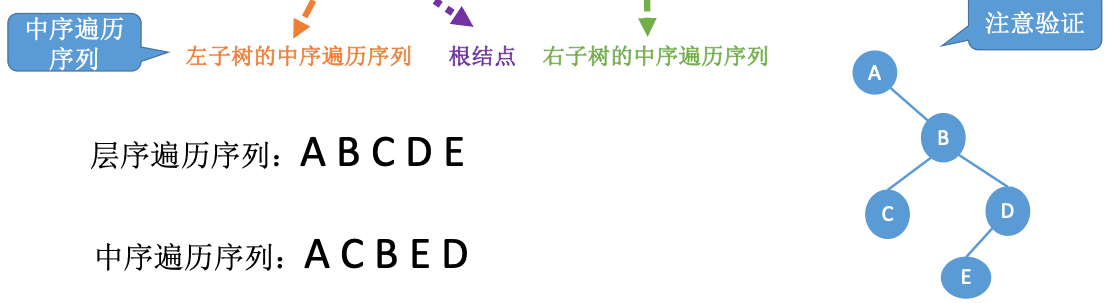 中序遍历
序列
左子树的中序遍历序列 根结点 右子树的中序遍历序列
注意验证
层序遍历序列：A B C D E
中序遍历序列：A C B E D
A
B
C
D
E